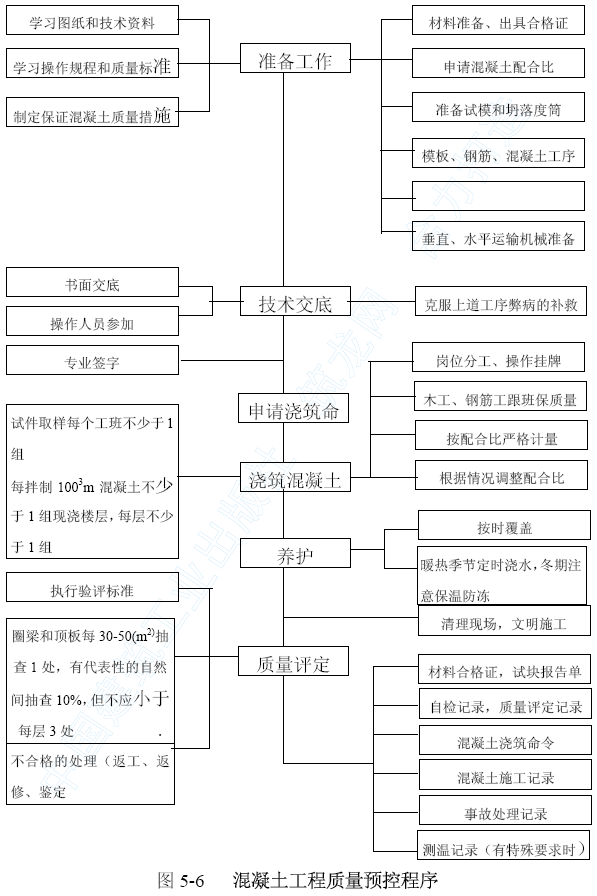 学习图纸和技术资料
学习操作规程和质量标准
制定保证混凝土质量措施
准备工作
材料准备、出具合格证
申请混凝土配合比
准备试模和坍落度筒
模板、钢筋、混凝土工序
垂直、水平运输机械准备
书面交底
操作人员参加
专业签字
技术交底
克服上道工序弊病的补救
申请浇筑命
岗位分工、操作挂牌
木工、钢筋工跟班保质量
按配合比严格计量
根据情况调整配合比
试件取样每个工班不少于1
组
每拌制 100³m 混凝土不少
于1组现浇楼层，每层不少
于1组
浇筑混凝土
养护
按时覆盖
暖热季节定时浇水，冬期注
意保温防冻
清理现场，文明施工
执行验评标准
圈梁和顶板每30-50(m²⁾抽
查1处，有代表性的自然
间抽查10%，但不应小于
每层3处 .
不合格的处理（返工、返
修、鉴定
质量评定
材料合格证，试块报告单
自检记录，质量评定记录
混凝土浇筑命令
混凝土施工记录
事故处理记录
测温记录（有特殊要求时）
图 5-6 混凝土工程质量预控程序